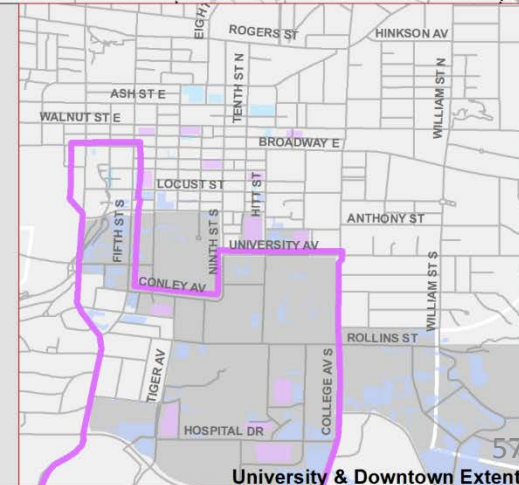 EIGHT
ROGERS ST
HINKSON AV
TENTH ST N
WILLIAM ST N
ASH ST E
WALNUT ST E
BROADWAY E
LOCUST ST
HITT ST
ANTHONY ST
FIFTH ST S
NINTH ST S
UNIVERSITY AV
CONLEY AV
WILLIAM ST S
ROLLINS ST
TIGER AV
COLLEGE AV S
HOSPITAL DR
57
University & Downtown Extent